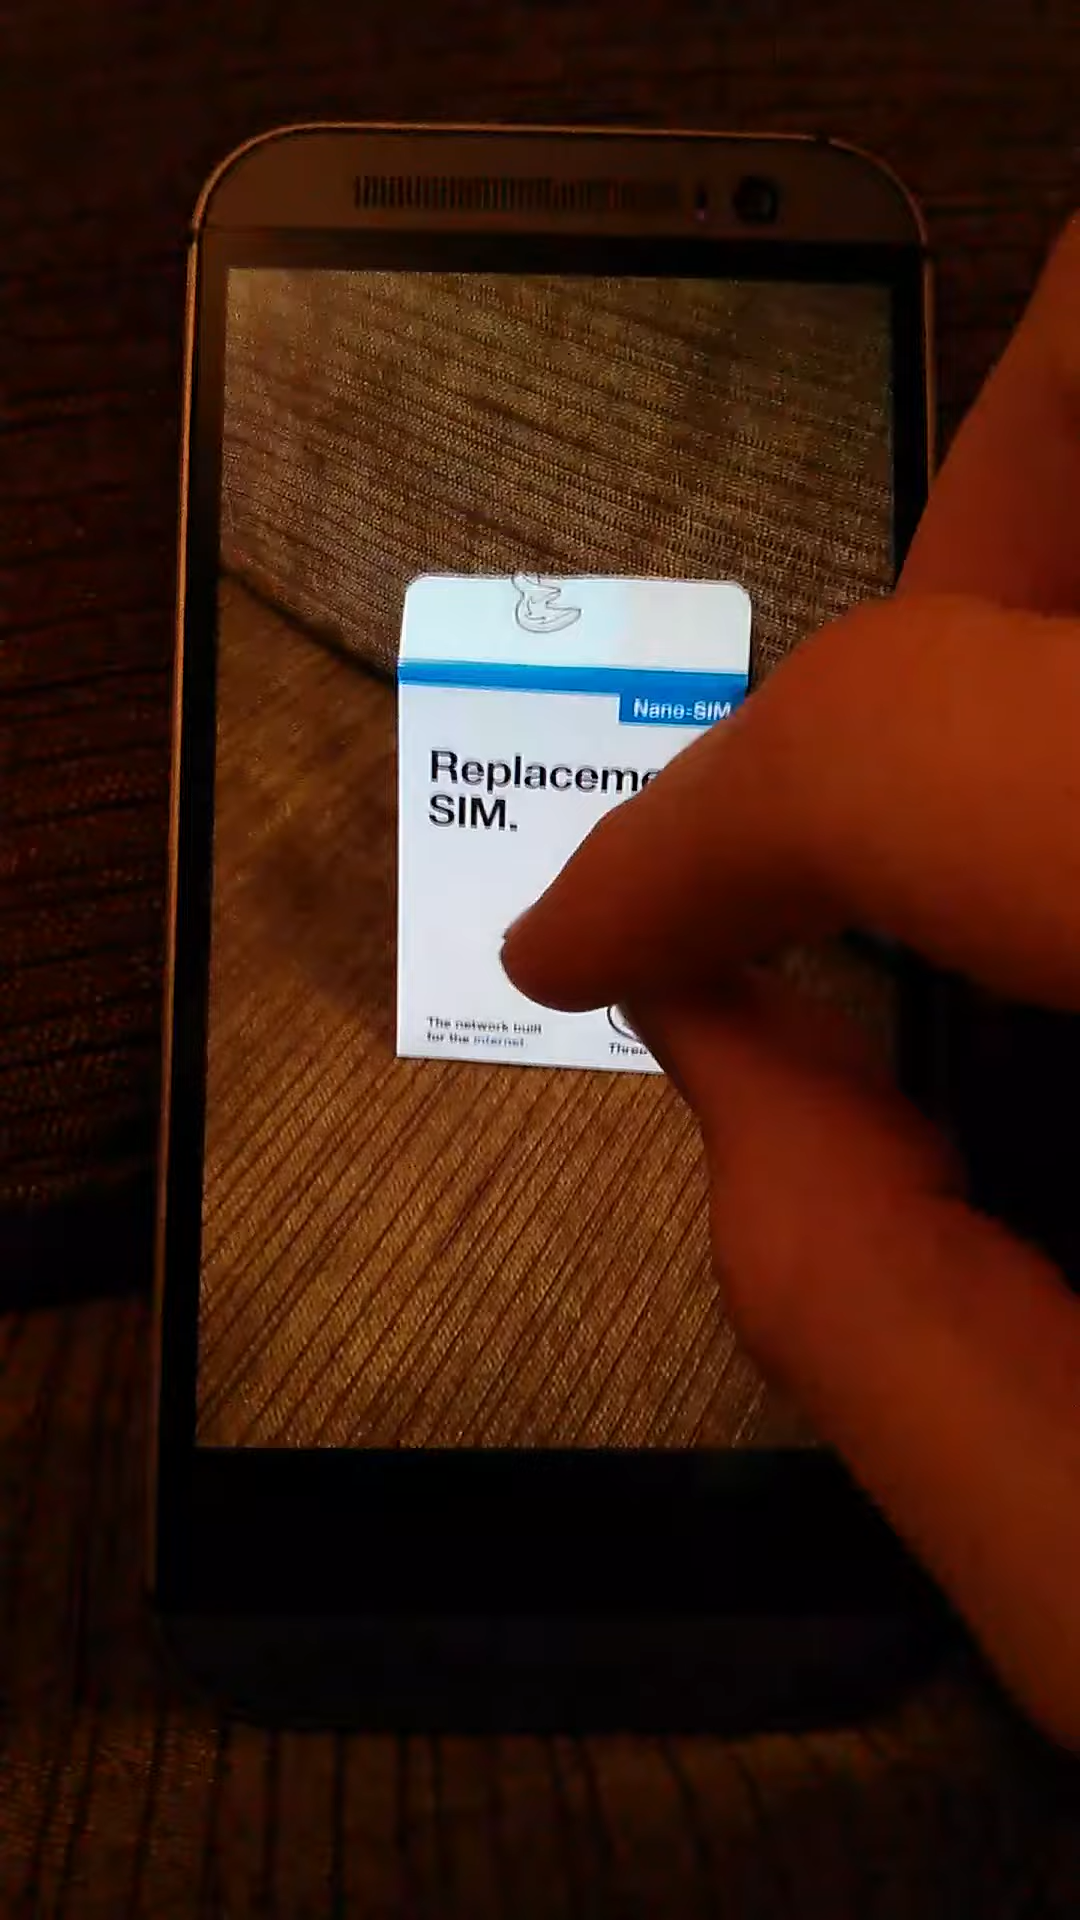 Nano-SIM
Replaceme
SIM.
The network built
for the internet.
Three